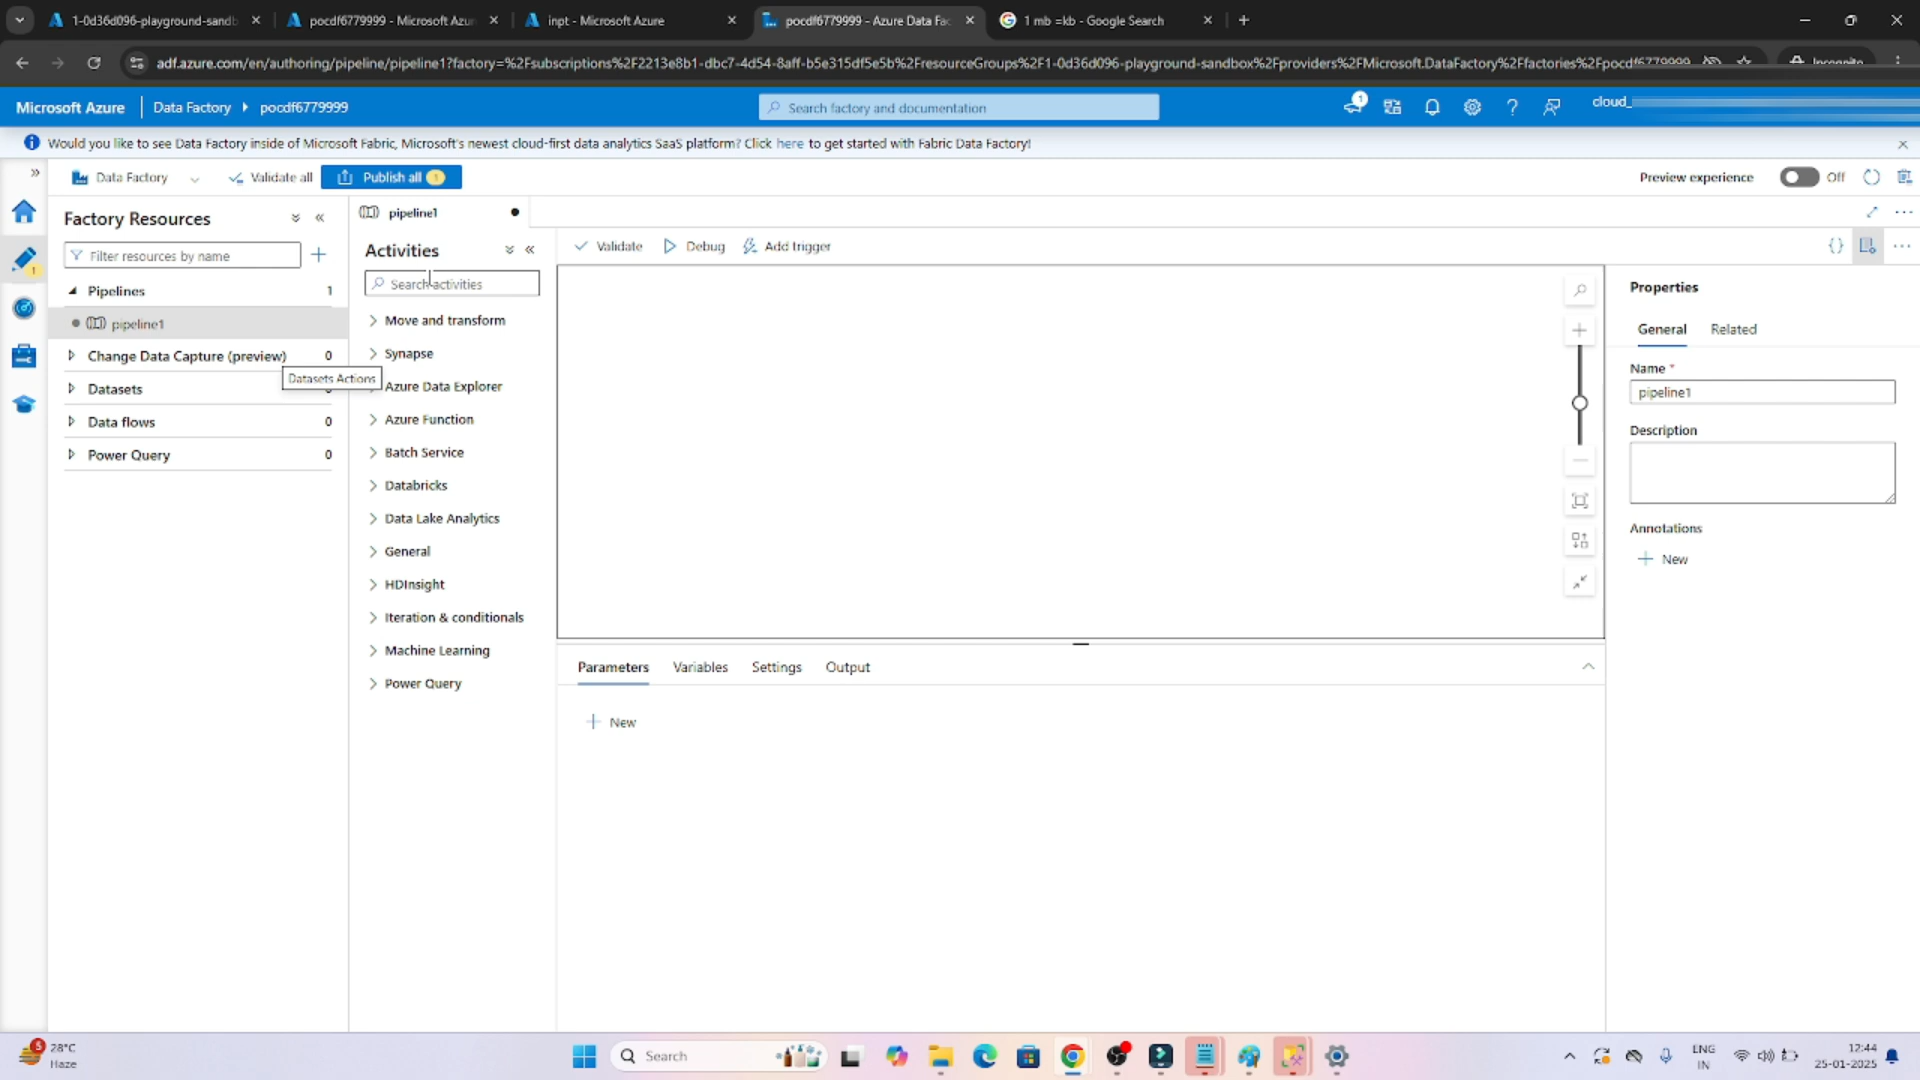 1-0d36d096-playground-sandb
pocdf6779999 - Microsoft Azur
inpt - Microsoft Azure
pocdf6779999 - Azure Data Fac
1 mb =kb - Google Search
adf.azure.com/en/authoring/pipeline/pipeline1?factory=%2Fsubscriptions%2F2213e8b1-dbc7-4d54-8aff-b5e315df5e5b%2FresourceGroups%2F1-0d36d096-playground-sandbox%2Fproviders%2FMicrosoft.DataFactory%2Ffactories%2Fpocdf6779999
Incognito
Microsoft Azure
Data Factory
pocdf6779999
Search factory and documentation
1
cloud_
Would you like to see Data Factory inside of Microsoft Fabric, Microsoft's newest cloud-first data analytics SaaS platform? Click here to get started with Fabric Data Factory!
Data Factory
Validate all
Publish all 1
Preview experience
Off
Factory Resources
Filter resources by name
1
Pipelines 1
pipeline1
Change Data Capture (preview) 0
Datasets Actions
Datasets
Data flows 0
Power Query 0
pipeline1
Activities
Search activities
Move and transform
Synapse
Azure Data Explorer
Azure Function
Batch Service
Databricks
Data Lake Analytics
General
HDInsight
Iteration & conditionals
Machine Learning
Power Query
Validate
Debug
Add trigger
Parameters
Variables
Settings
Output
New
Properties
General
Related
Name *
pipeline1
Description
Annotations
New
5
28°C
Haze
Search
ENG
IN
12:44
25-01-2025